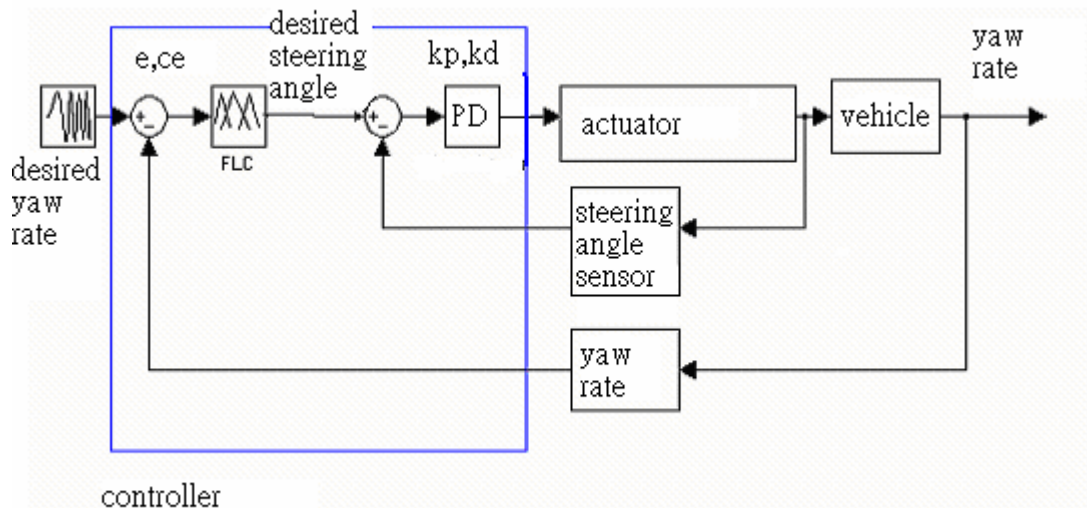 desired
steering
angle
e,ce
kp,kd
yaw
rate
FLC
PD
actuator
vehicle
desired
yaw
rate
steering
angle
sensor
yaw
rate
controller